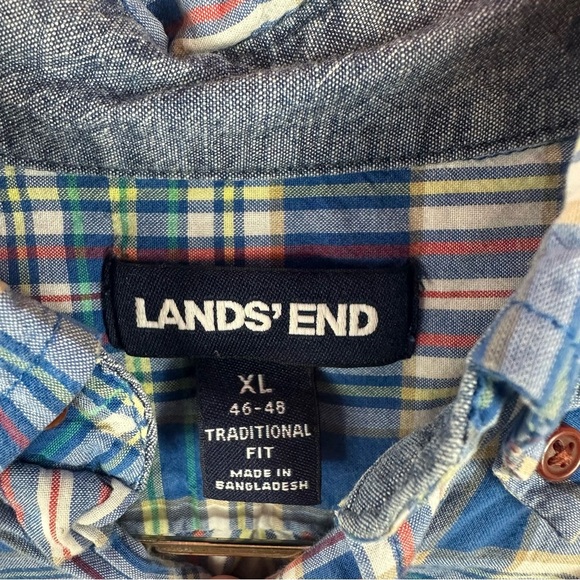 LANDS' END
XL
46-48
TRADITIONAL
FIT
MADE IN
BANGLADESH